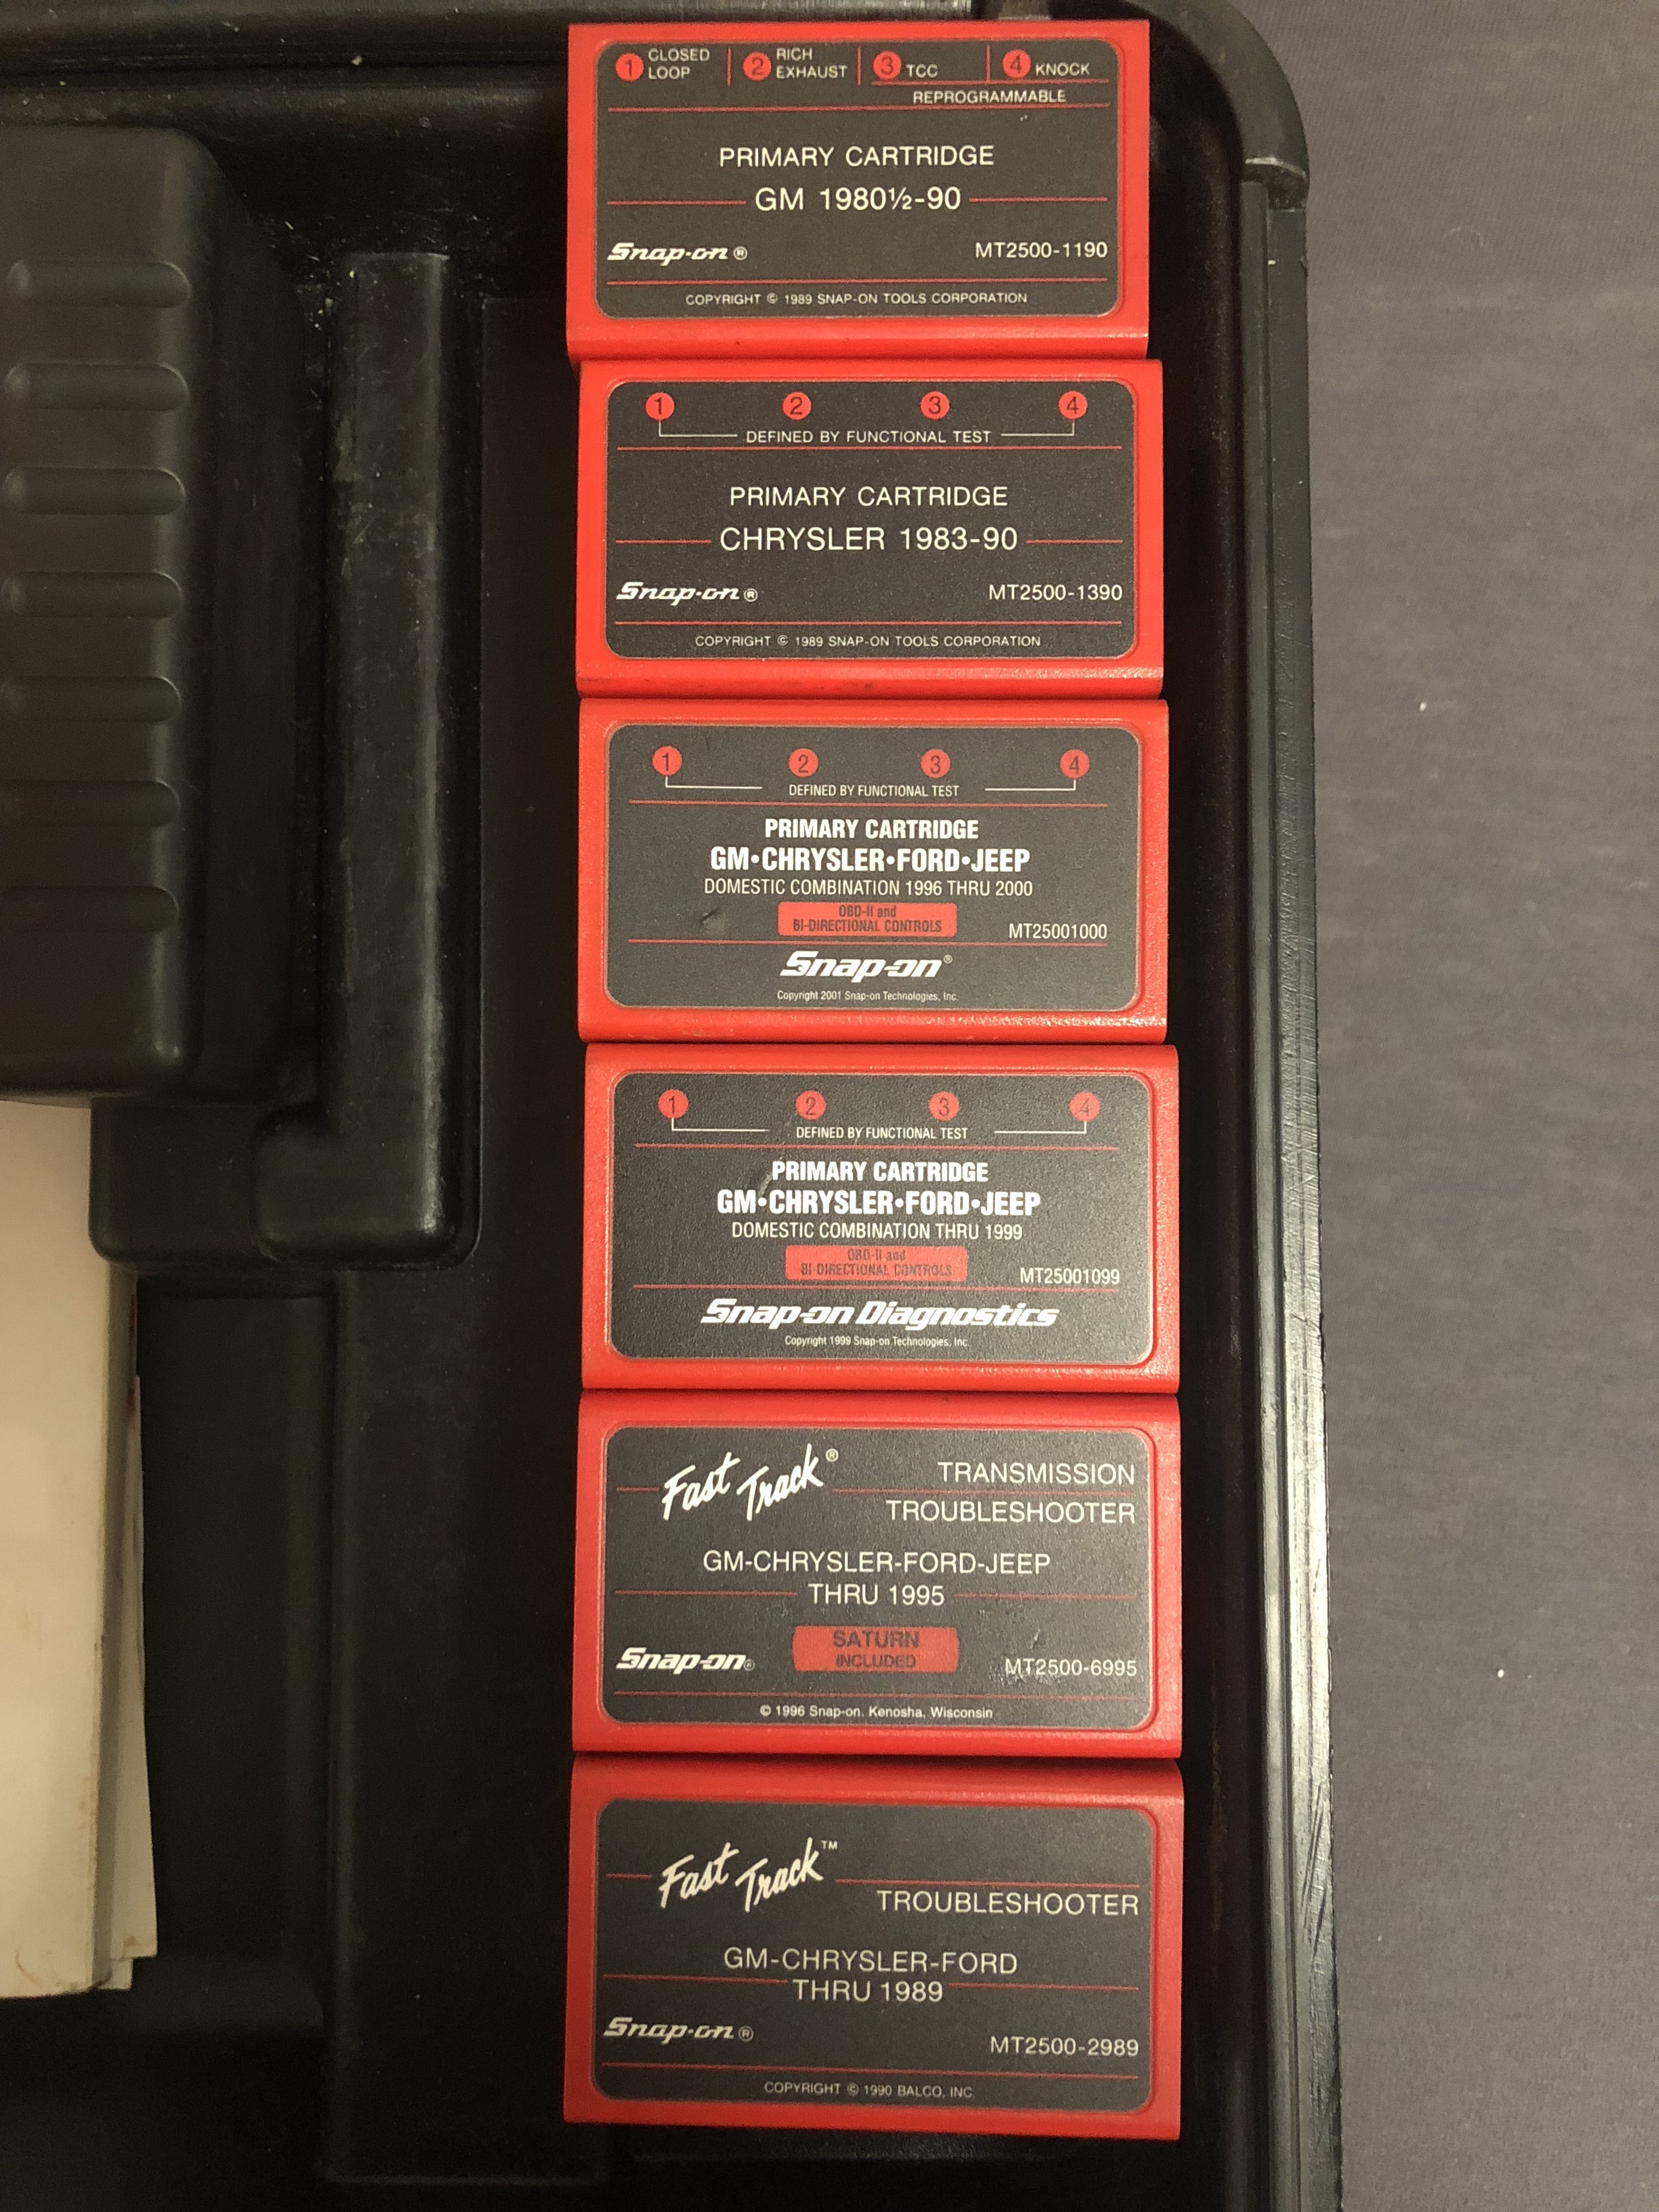 1 CLOSED LOOP 2 RICH EXHAUST 3 TCC 4 KNOCK
REPROGRAMMABLE
PRIMARY CARTRIDGE
GM 1980½-90
Snap-on ® MT2500-1190
COPYRIGHT © 1989 SNAP-ON TOOLS CORPORATION
1 2 3 4
DEFINED BY FUNCTIONAL TEST
PRIMARY CARTRIDGE
CHRYSLER 1983-90
Snap-on ® MT2500-1390
COPYRIGHT © 1989 SNAP-ON TOOLS CORPORATION
1 2 3 4
DEFINED BY FUNCTIONAL TEST
PRIMARY CARTRIDGE
GM•CHRYSLER•FORD•JEEP
DOMESTIC COMBINATION 1996 THRU 2000
OBD-II and
BI-DIRECTIONAL CONTROLS
MT25001000
Snap-on®
Copyright 2001 Snap-on Technologies, Inc.
1 2 3 4
DEFINED BY FUNCTIONAL TEST
PRIMARY CARTRIDGE
GM•CHRYSLER•FORD•JEEP
DOMESTIC COMBINATION THRU 1999
OBD-II and
BI-DIRECTIONAL CONTROLS
MT25001099
Snap-on Diagnostics
Copyright 1999 Snap-on Technologies, Inc.
Fast Track® TRANSMISSION
TROUBLESHOOTER
GM-CHRYSLER-FORD-JEEP
THRU 1995
SATURN
INCLUDED
Snap-on® MT2500-6995
© 1996 Snap-on. Kenosha, Wisconsin
Fast Track™
TROUBLESHOOTER
GM-CHRYSLER-FORD
THRU 1989
Snap-on ® MT2500-2989
COPYRIGHT © 1990 BALCO, INC.